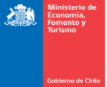 Ministerio de
Economía,
Fomento y
Turismo
Gobierno de Chile